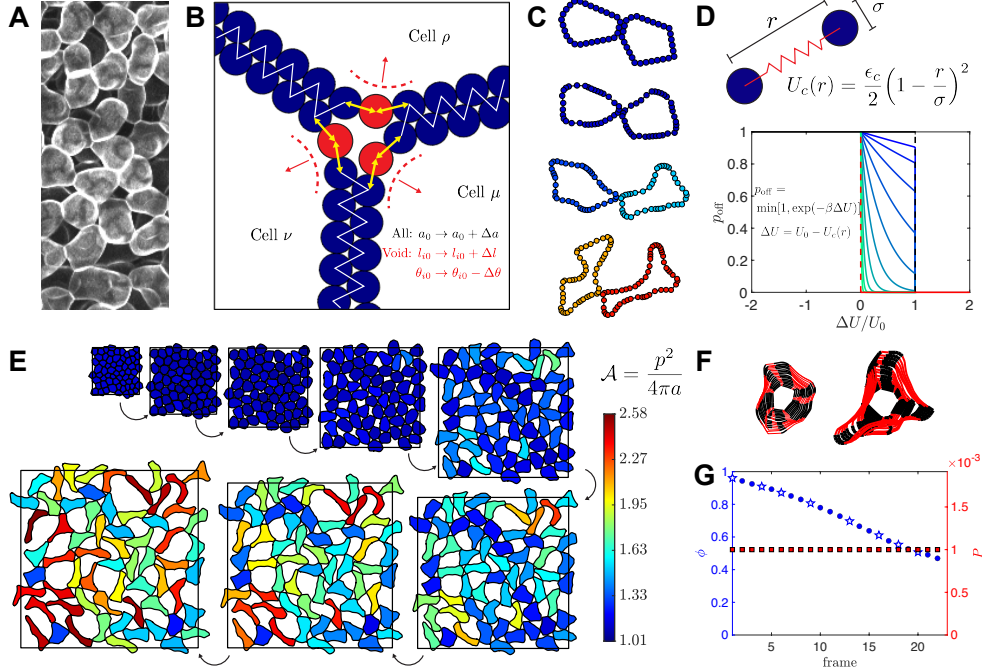 A
B
Cell ρ
Cell μ
Cell ν
All: a₀ → a₀ + Δa
Void: l_{i0} → l_{i0} + Δl
θ_{i0} → θ_{i0} − Δθ
C
D
r
σ
U_c(r) = ϵ_c/2 (1 − r/σ)²
1
0.8
0.6
0.4
0.2
0
p_off
p_off =
min[1, exp(−βΔU)]
ΔU = U₀ − U_c(r)
-2
-1
0
1
2
ΔU/U₀
E
𝒜 = p²/4πa
2.58
2.27
1.95
1.63
1.33
1.01
F
G
×10⁻³
1
0.8
0.6
0.4
0.2
0
ϕ
1.5
1
0.5
0
P
5
10
15
20
frame